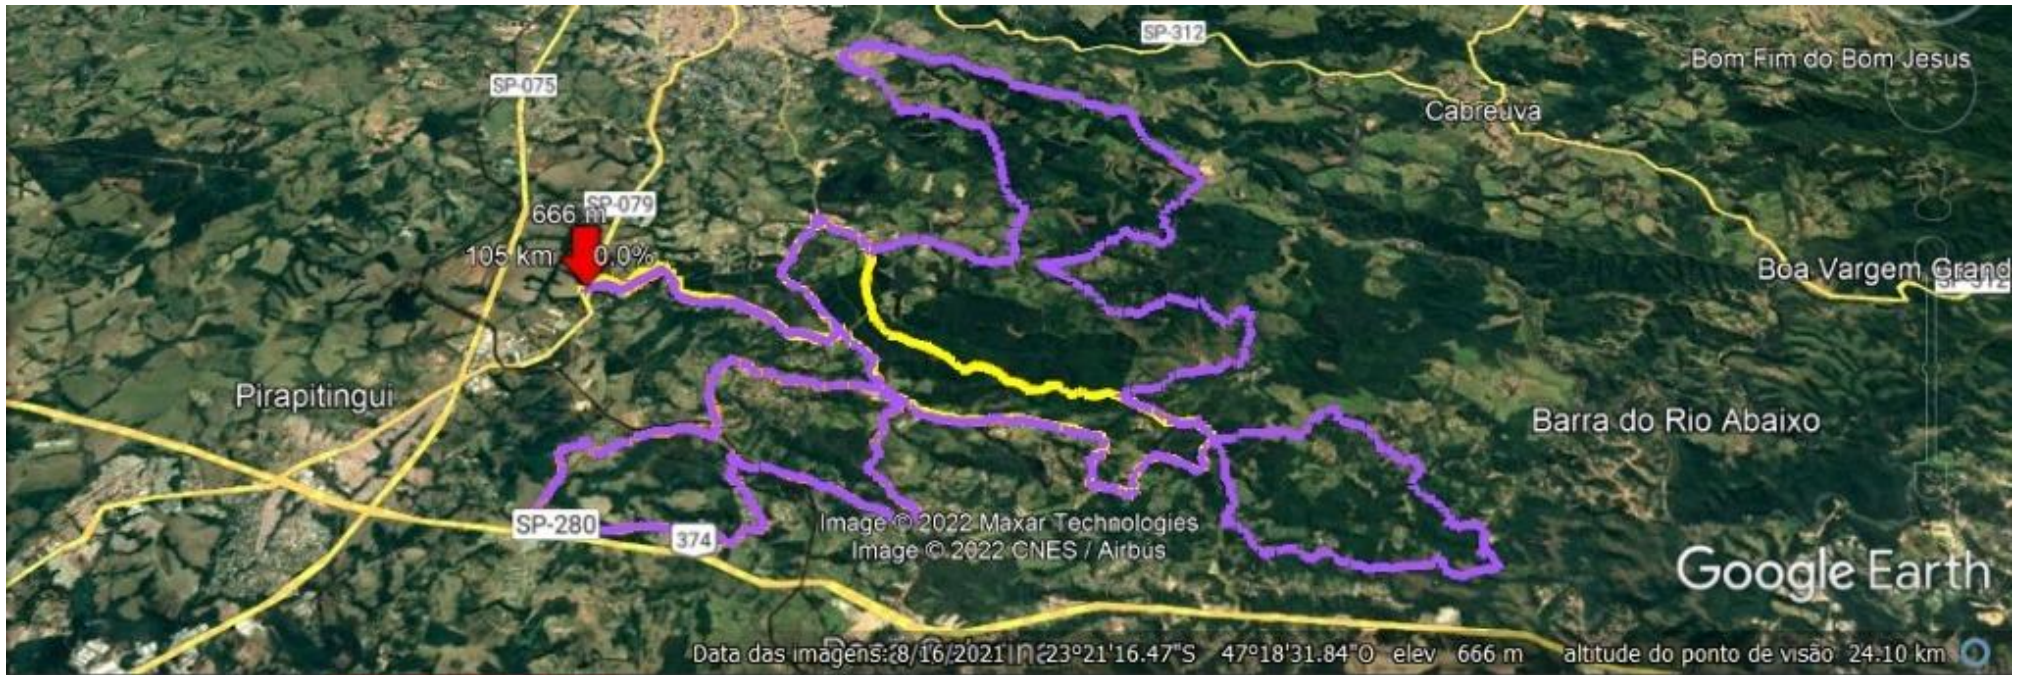 SP-312
Bom Fim do Bom Jesus
SP-075
Cabreúva
SP-079
666 m
105 km 0.0%
Boa Vargem Grand
SP-312
Pirapitingui
Barra do Rio Abaixo
SP-280
374
Image © 2022 Maxar Technologies
Image © 2022 CNES / Airbus
Google Earth
Data das imagens: 8/16/2021 23°21'16.47"S 47°18'31.84"O elev 666 m altitude do ponto de visão 24.10 km